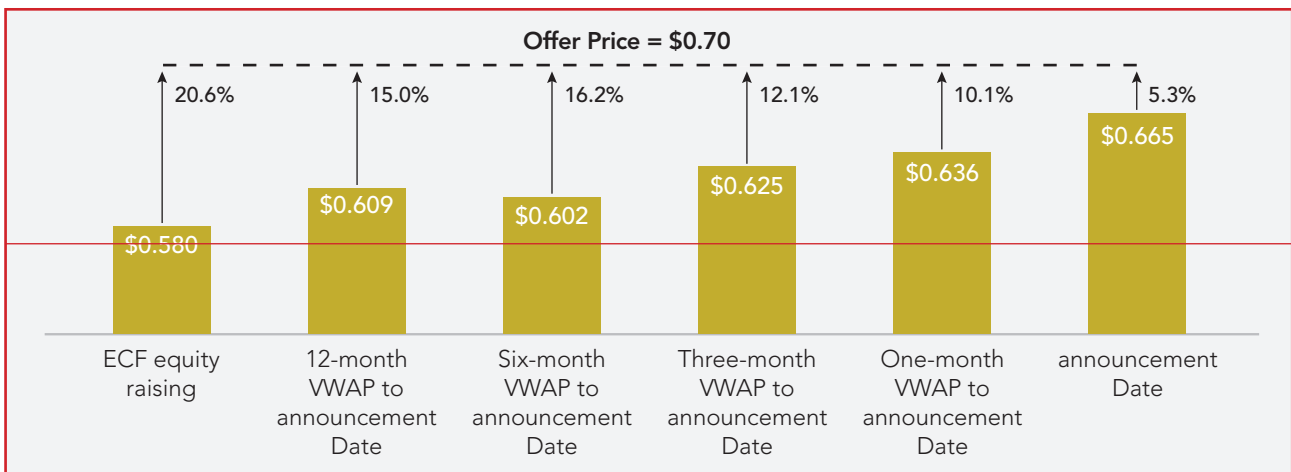 Offer Price = $0.70
20.6%
15.0%
16.2%
12.1%
10.1%
5.3%
$0.580
$0.609
$0.602
$0.625
$0.636
$0.665
ECF equity
raising
12-month
VWAP to
announcement
Date
Six-month
VWAP to
announcement
Date
Three-month
VWAP to
announcement
Date
One-month
VWAP to
announcement
Date
announcement
Date